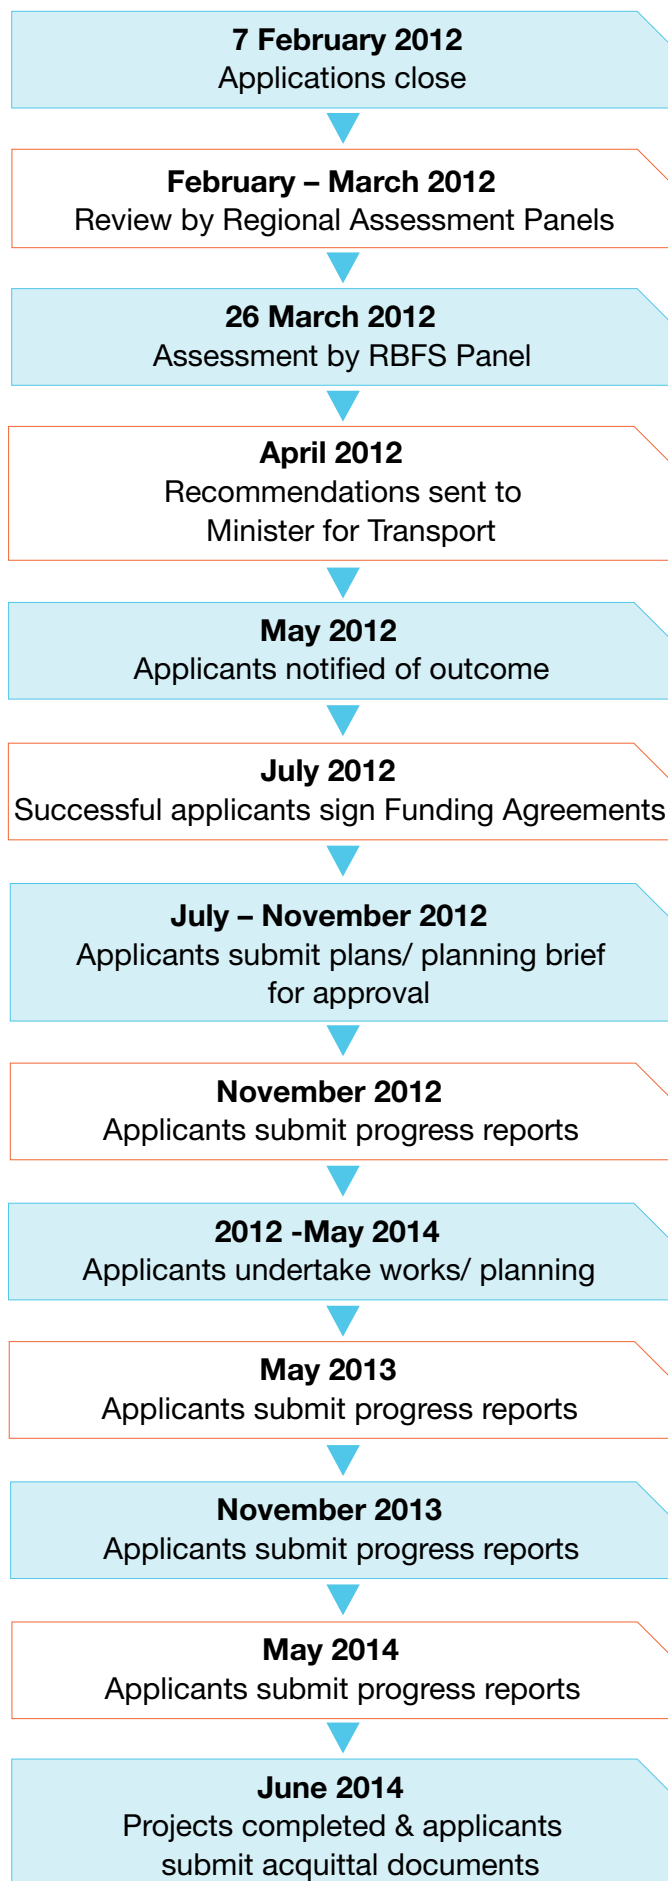 7 February 2012
Applications close
February – March 2012
Review by Regional Assessment Panels
26 March 2012
Assessment by RBFS Panel
April 2012
Recommendations sent to
Minister for Transport
May 2012
Applicants notified of outcome
July 2012
Successful applicants sign Funding Agreements
July – November 2012
Applicants submit plans/ planning brief
for approval
November 2012
Applicants submit progress reports
2012 -May 2014
Applicants undertake works/ planning
May 2013
Applicants submit progress reports
November 2013
Applicants submit progress reports
May 2014
Applicants submit progress reports
June 2014
Projects completed & applicants
submit acquittal documents